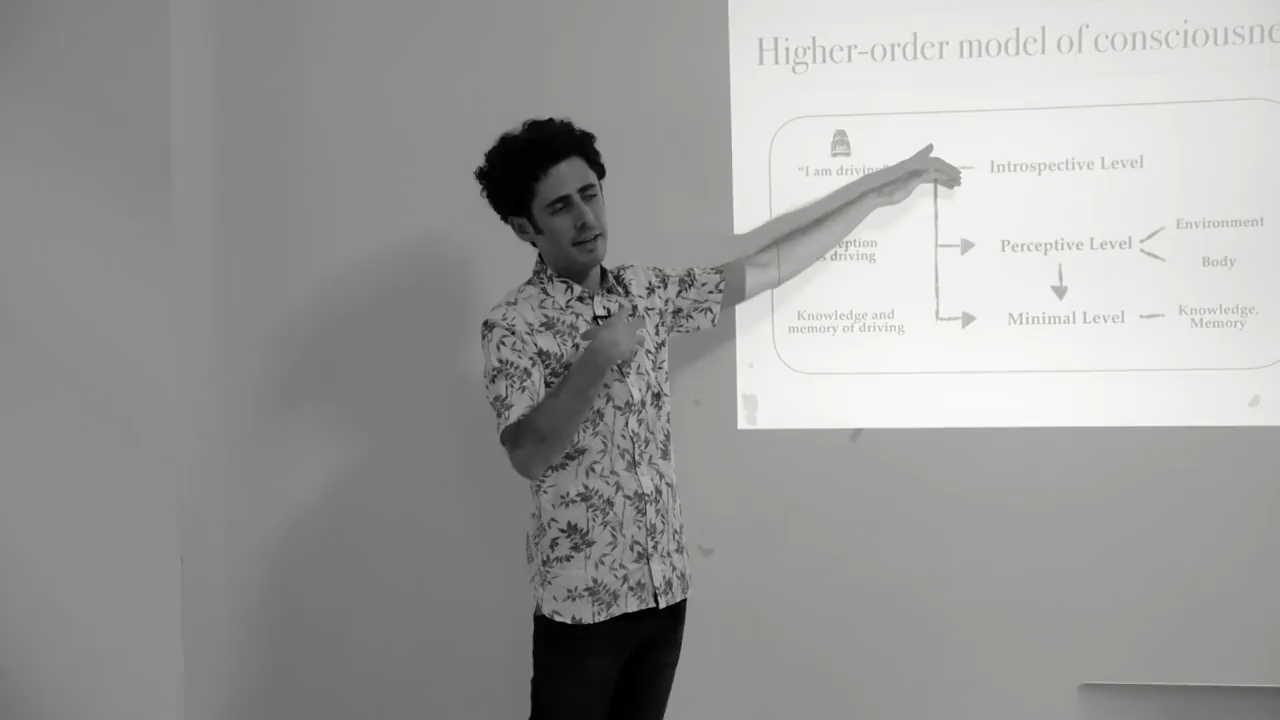 Higher-order model of consciousne
"I am driving"
Introspective Level
Environment
Perceptive Level
driving
Body
Knowledge and
memory of driving
Minimal Level
Knowledge,
Memory